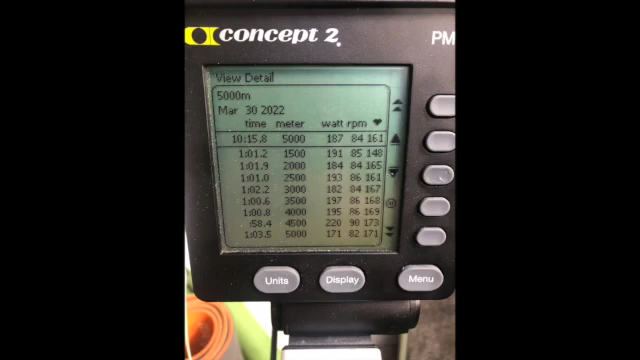 concept 2.
PM
View Detail
5000m
Mar 30 2022
time meter watt rpm ♥
10:15.8 5000 187 84 161
1:01.2 1500 191 85 148
1:01.9 2000 184 84 165
1:01.0 2500 193 86 161
1:02.2 3000 182 84 167
1:00.6 3500 197 86 168
1:00.8 4000 195 86 169
:58.4 4500 220 90 173
1:03.5 5000 171 82 171
Units Display Menu